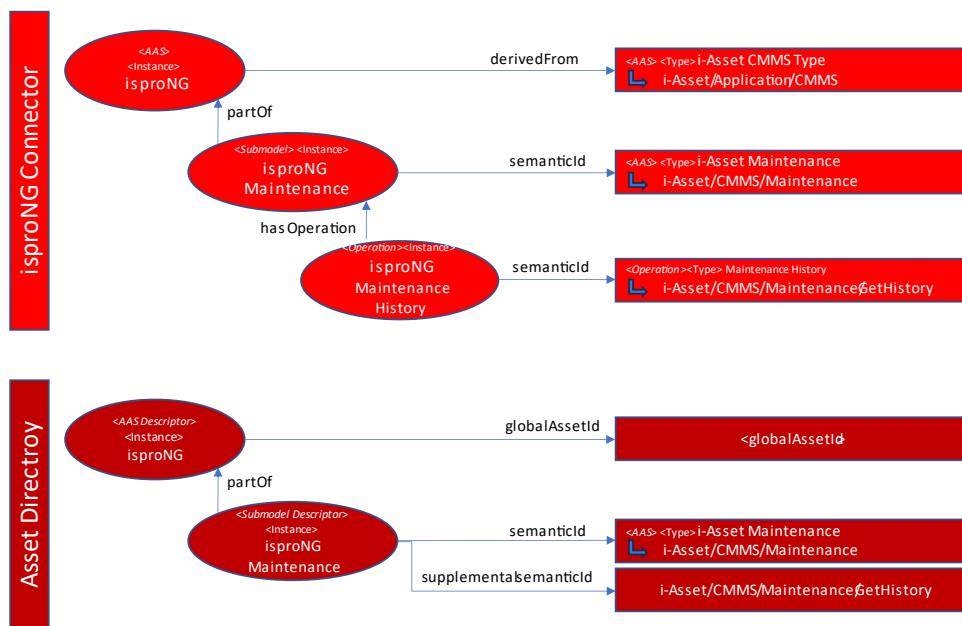 isproNG Connector
<AAS>
<Instance>
isproNG
derivedFrom
<AAS> <Type> i-Asset CMMS Type
i-Asset/Application/CMMS
partOf
<Submodel> <Instance>
isproNG
Maintenance
semanticId
<AAS> <Type> i-Asset Maintenance
i-Asset/CMMS/Maintenance
has Operation
<Operation><Instance>
isproNG
Maintenance
History
semanticId
<Operation><Type> Maintenance History
i-Asset/CMMS/Maintenance/GetHistory
Asset Directroy
<AAS Descriptor>
<Instance>
isproNG
globalAssetId
<globalAssetId>
partOf
<Submodel Descriptor>
<Instance>
isproNG
Maintenance
semanticId
<AAS> <Type> i-Asset Maintenance
i-Asset/CMMS/Maintenance
supplementalsemanticId
i-Asset/CMMS/Maintenance/GetHistory